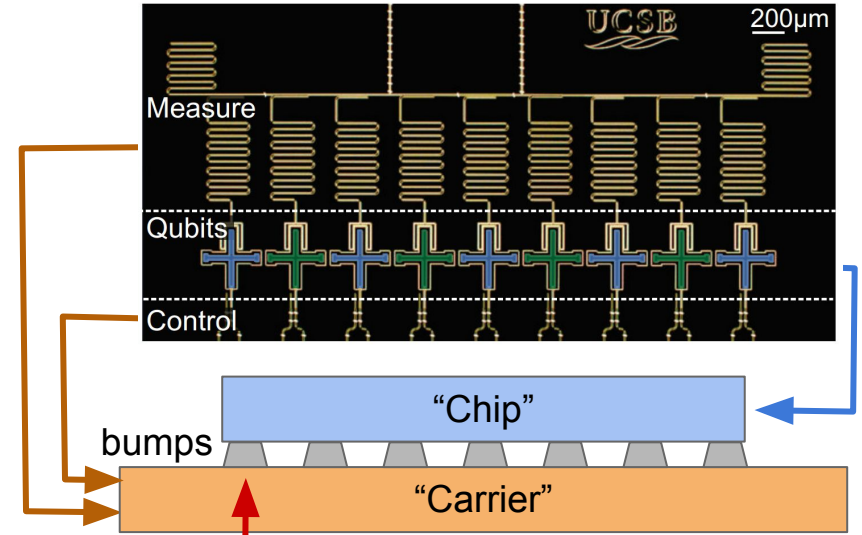 UCSB
200μm
Measure
Qubits
Control
“Chip”
bumps
“Carrier”